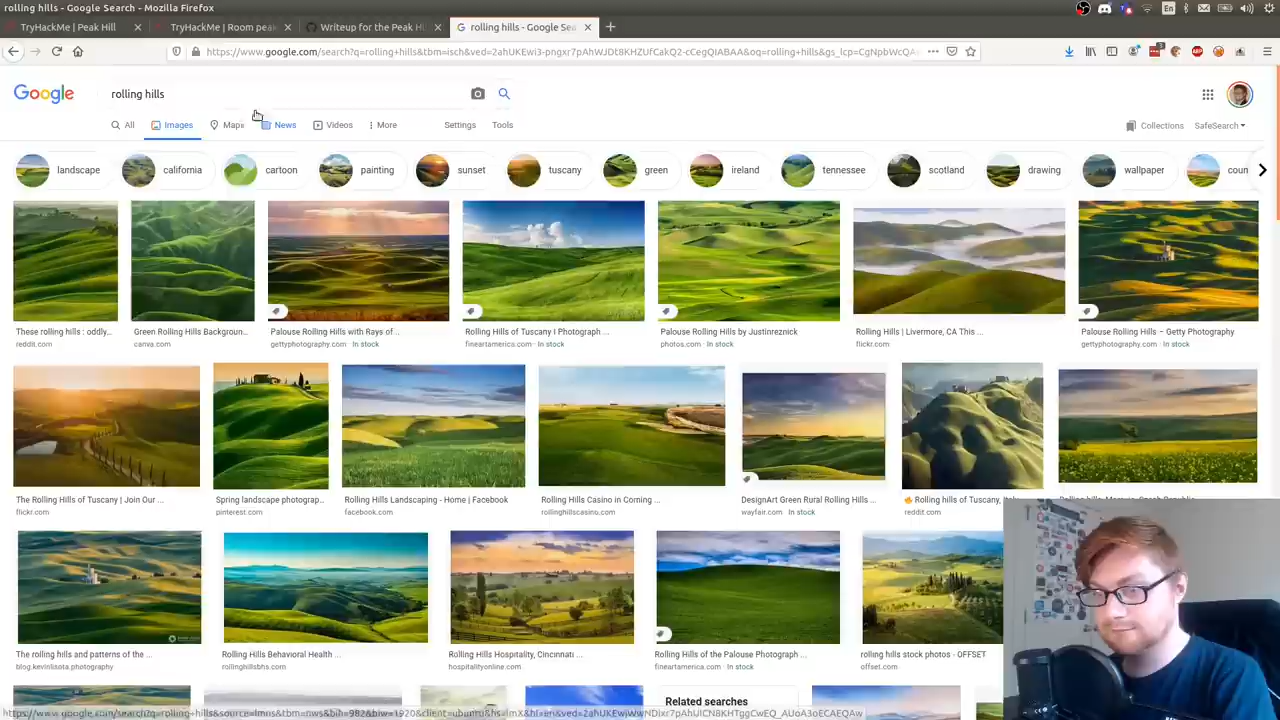 rolling hills - Google Search - Mozilla Firefox
TryHackMe | Peak Hill
TryHackMe | Room peak
Writeup for the Peak Hi
rolling hills - Google Sea
En
Google
rolling hills
All
Images
Maps
News
Videos
More
Settings
Tools
Collections
SafeSearch
landscape
california
cartoon
painting
sunset
tuscany
green
ireland
tennessee
scotland
drawing
wallpaper
coun
These rolling hills : oddly...
reddit.com
Green Rolling Hills Backgroun...
canva.com
Palouse Rolling Hills with Rays of...
gettyphotography.com · In stock
Rolling Hills of Tuscany I Photograph ...
fineartamerica.com · In stock
Palouse Rolling Hills by Justinreznick
photos.com · In stock
Rolling Hills | Livermore, CA This ...
flickr.com
Palouse Rolling Hills – Getty Photography
gettyphotography.com · In stock
The Rolling Hills of Tuscany | Join Our ...
flickr.com
Spring landscape photograp...
pinterest.com
Rolling Hills Landscaping - Home | Facebook
facebook.com
Rolling Hills Casino in Corning ...
rollinghillscasino.com
DesignArt Green Rural Rolling Hills ...
wayfair.com · In stock
Rolling hills of Tuscany, Italy
reddit.com
The rolling hills and patterns of the ...
blog.kevinlisota.photography
Rolling Hills Behavioral Health ...
rollinghillsbhs.com
Rolling Hills Hospitality, Cincinnati ...
hospitalityonline.com
Rolling Hills of the Palouse Photograph ...
fineartamerica.com · In stock
rolling hills stock photos - OFFSET
offset.com
Related searches